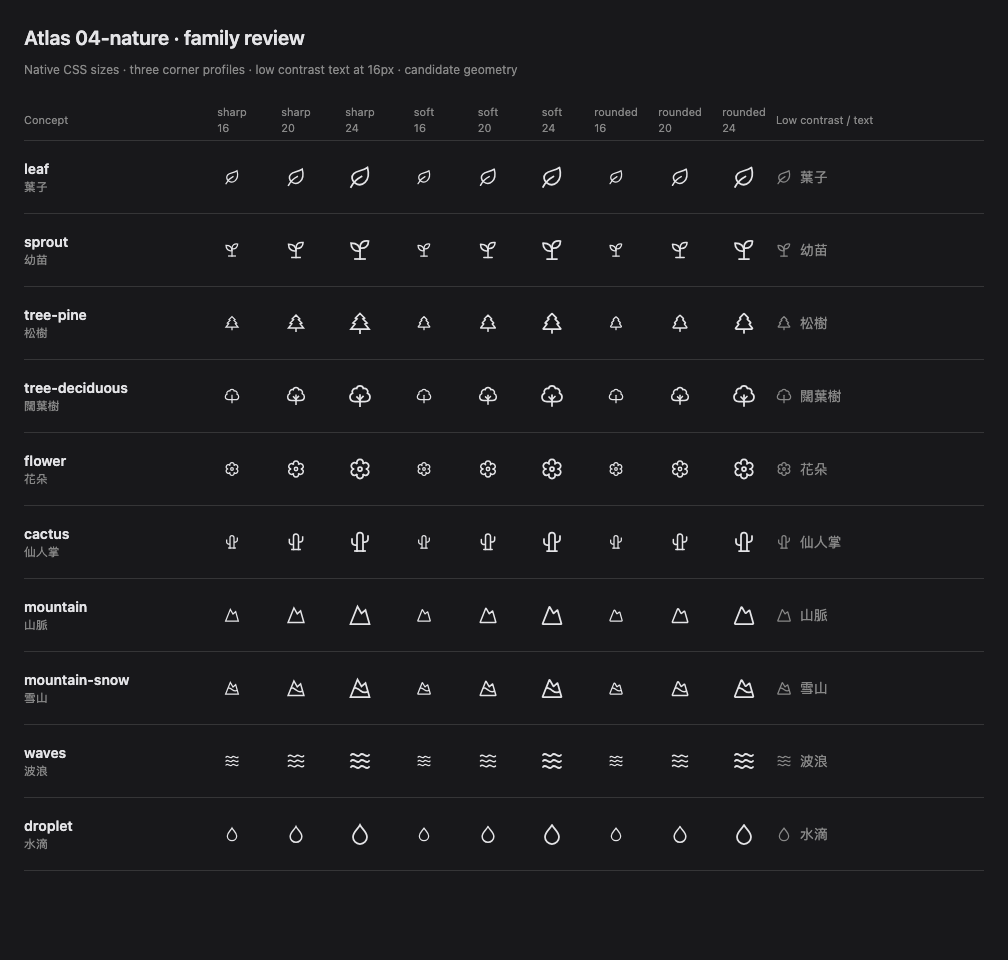 Atlas 04-nature · family review
Native CSS sizes · three corner profiles · low contrast text at 16px · candidate geometry
Concept sharp 16 sharp 20 sharp 24 soft 16 soft 20 soft 24 rounded 16 rounded 20 rounded 24 Low contrast / text
leaf
葉子
葉子
sprout
幼苗
幼苗
tree-pine
松樹
松樹
tree-deciduous
闊葉樹
闊葉樹
flower
花朵
花朵
cactus
仙人掌
仙人掌
mountain
山脈
山脈
mountain-snow
雪山
雪山
waves
波浪
波浪
droplet
水滴
水滴